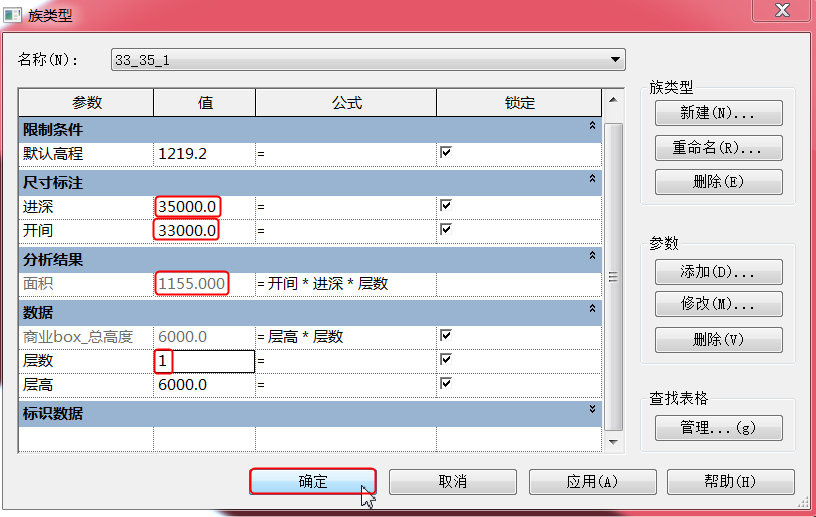 族类型
名称(N): 33_35_1
参数 值 公式 锁定
限制条件
默认高程 1219.2 =
尺寸标注
进深 35000.0 =
开间 33000.0 =
分析结果
面积 1155.000 = 开间 * 进深 * 层数
数据
商业box_总高度 6000.0 = 层高 * 层数
层数 1 =
层高 6000.0 =
标识数据
族类型
新建(N)...
重命名(R)...
删除(E)
参数
添加(D)...
修改(M)...
删除(V)
查找表格
管理...(g)
确定 取消 应用(A) 帮助(H)